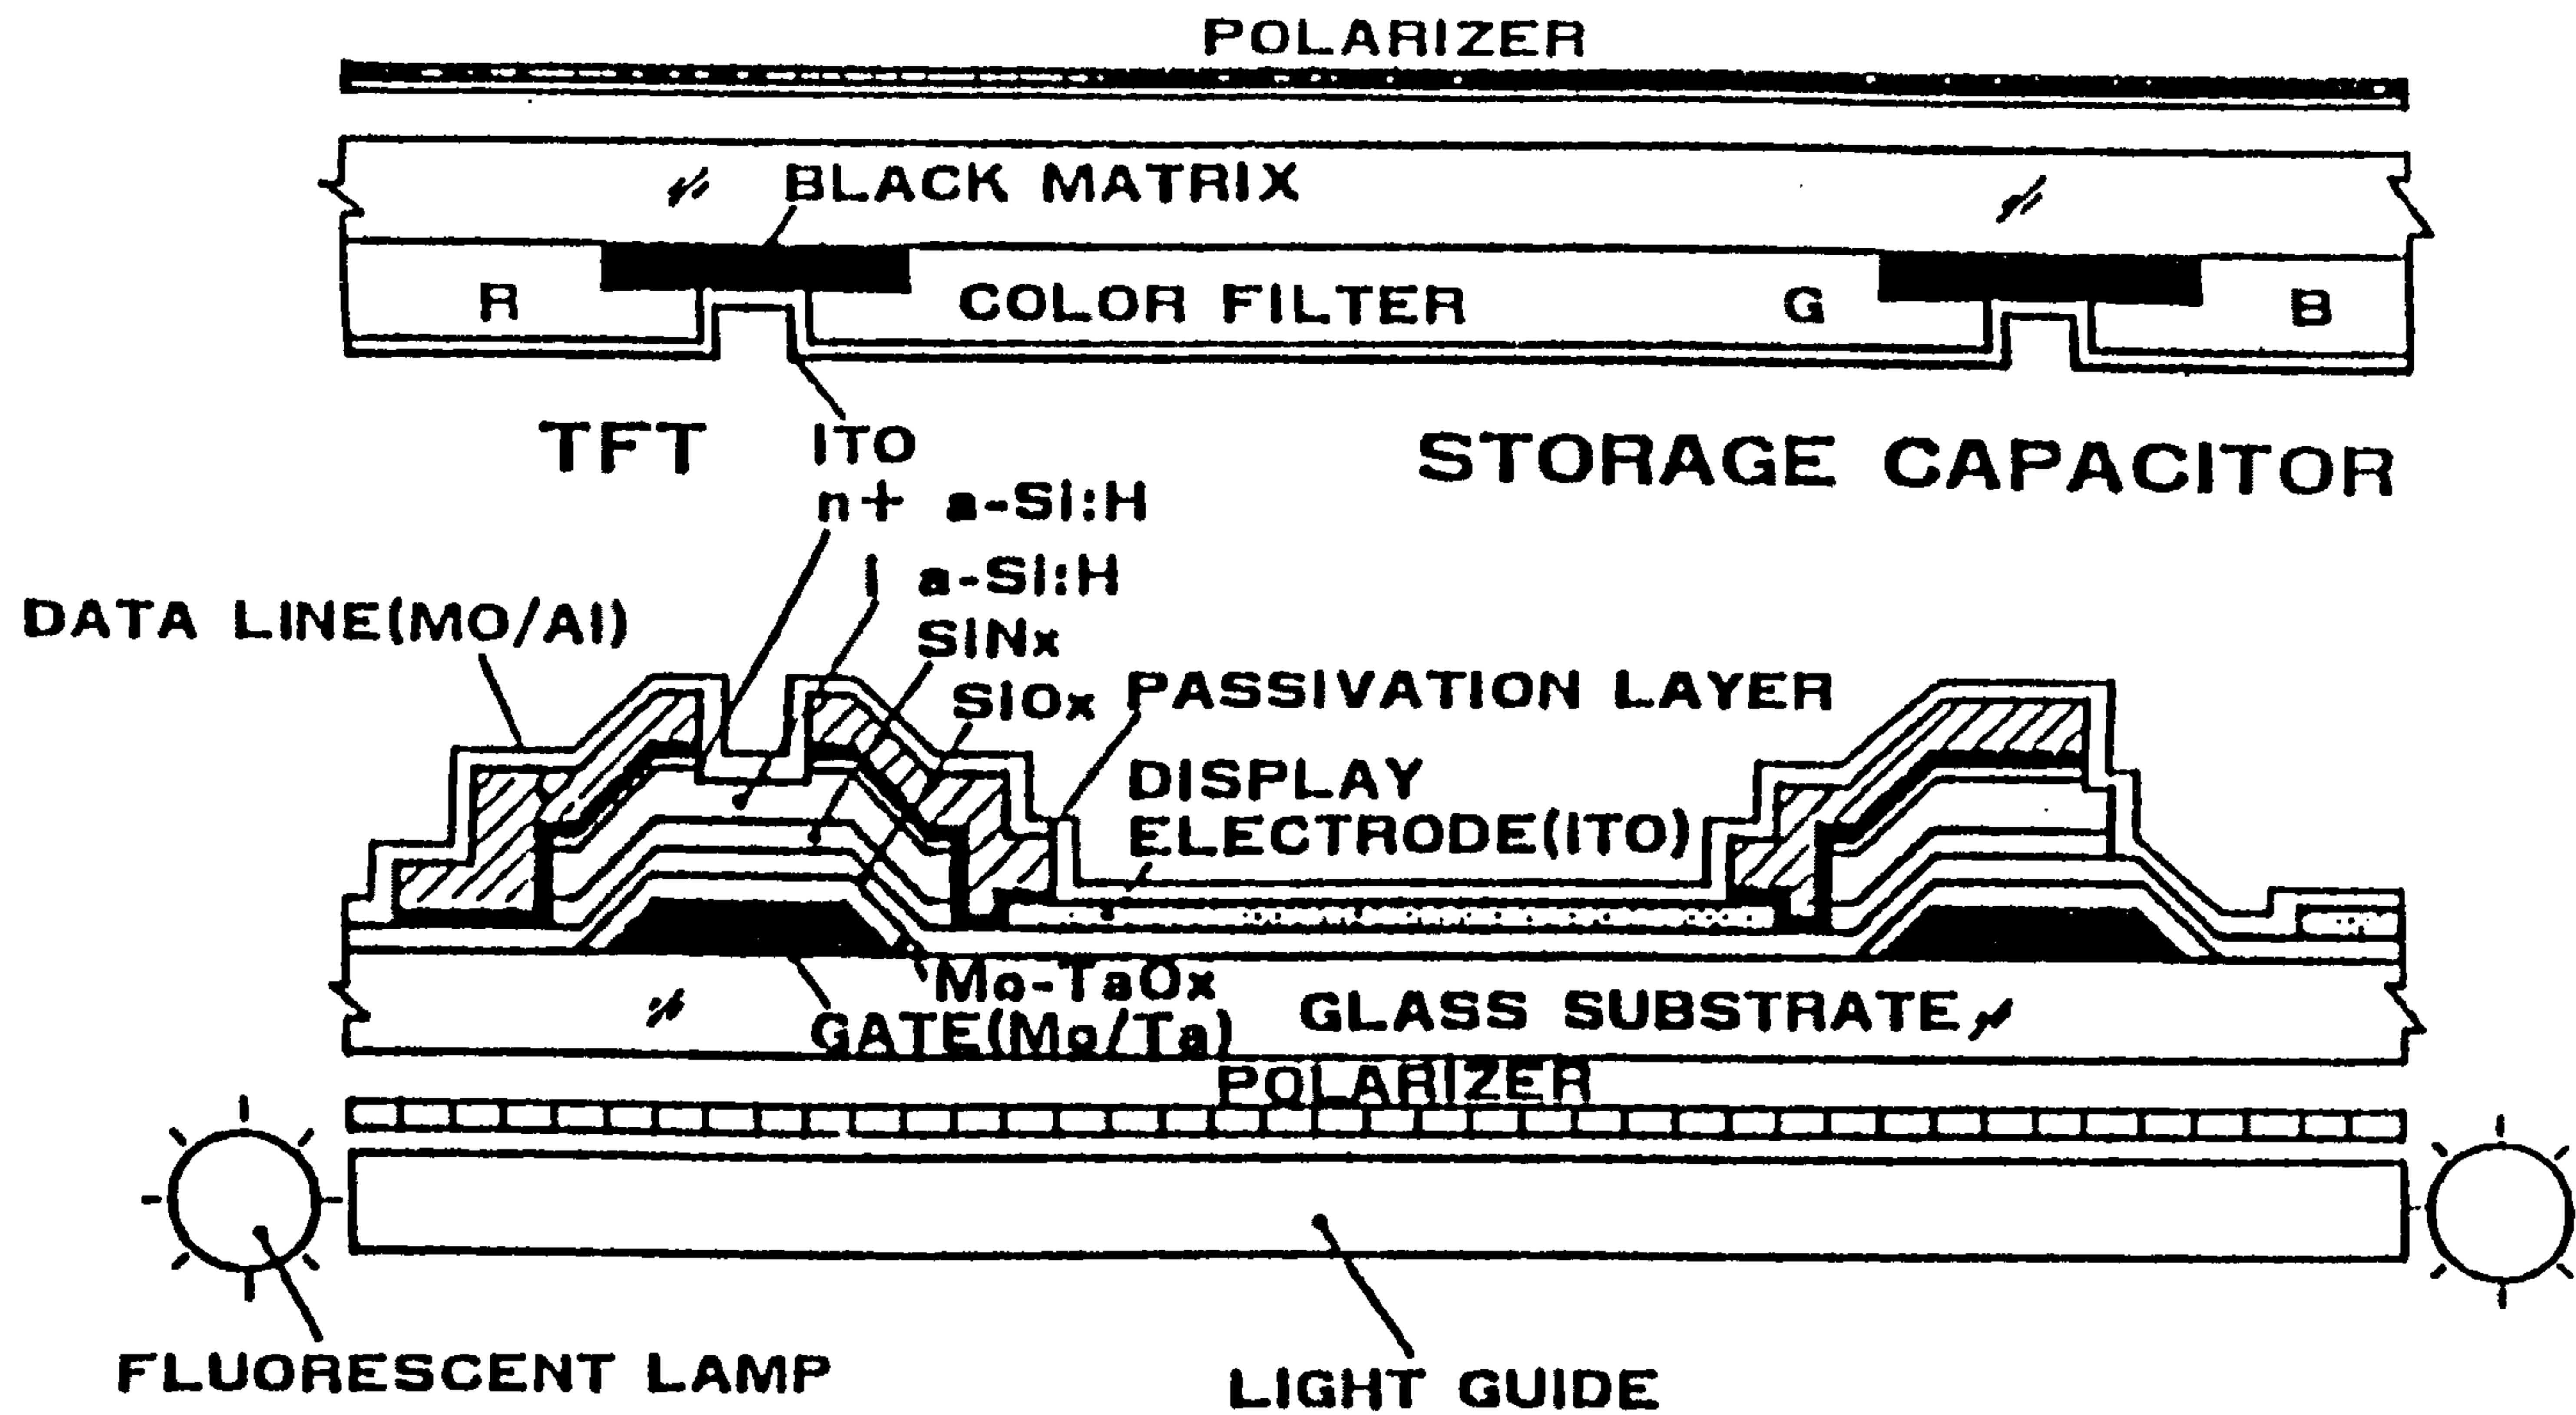 POLARIZER
BLACK MATRIX
R
COLOR FILTER
G
B
TFT
ITO
STORAGE CAPACITOR
n+ a-Si:H
i a-Si:H
DATA LINE(MO/Al)
SiNx
SiOx
PASSIVATION LAYER
DISPLAY
ELECTRODE(ITO)
Mo-TaOx
GATE(Mo/Ta)
GLASS SUBSTRATE
POLARIZER
FLUORESCENT LAMP
LIGHT GUIDE